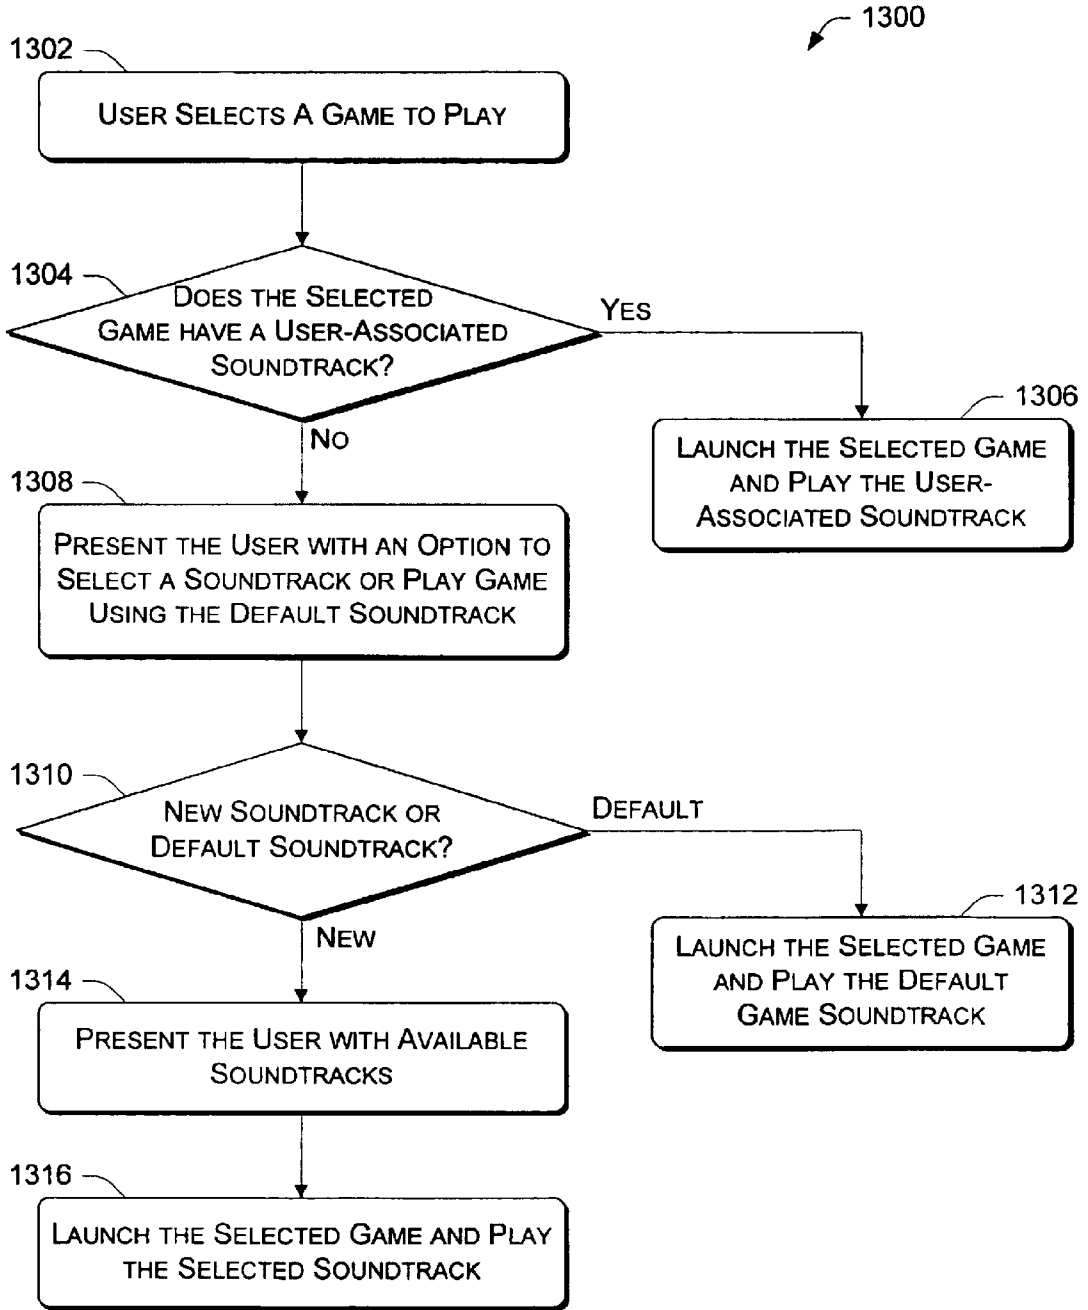 1300
1302
USER SELECTS A GAME TO PLAY
1304
DOES THE SELECTED
GAME HAVE A USER-ASSOCIATED
SOUNDTRACK?
YES
NO
1306
LAUNCH THE SELECTED GAME
AND PLAY THE USER-
ASSOCIATED SOUNDTRACK
1308
PRESENT THE USER WITH AN OPTION TO
SELECT A SOUNDTRACK OR PLAY GAME
USING THE DEFAULT SOUNDTRACK
1310
NEW SOUNDTRACK OR
DEFAULT SOUNDTRACK?
DEFAULT
NEW
1312
LAUNCH THE SELECTED GAME
AND PLAY THE DEFAULT
GAME SOUNDTRACK
1314
PRESENT THE USER WITH AVAILABLE
SOUNDTRACKS
1316
LAUNCH THE SELECTED GAME AND PLAY
THE SELECTED SOUNDTRACK